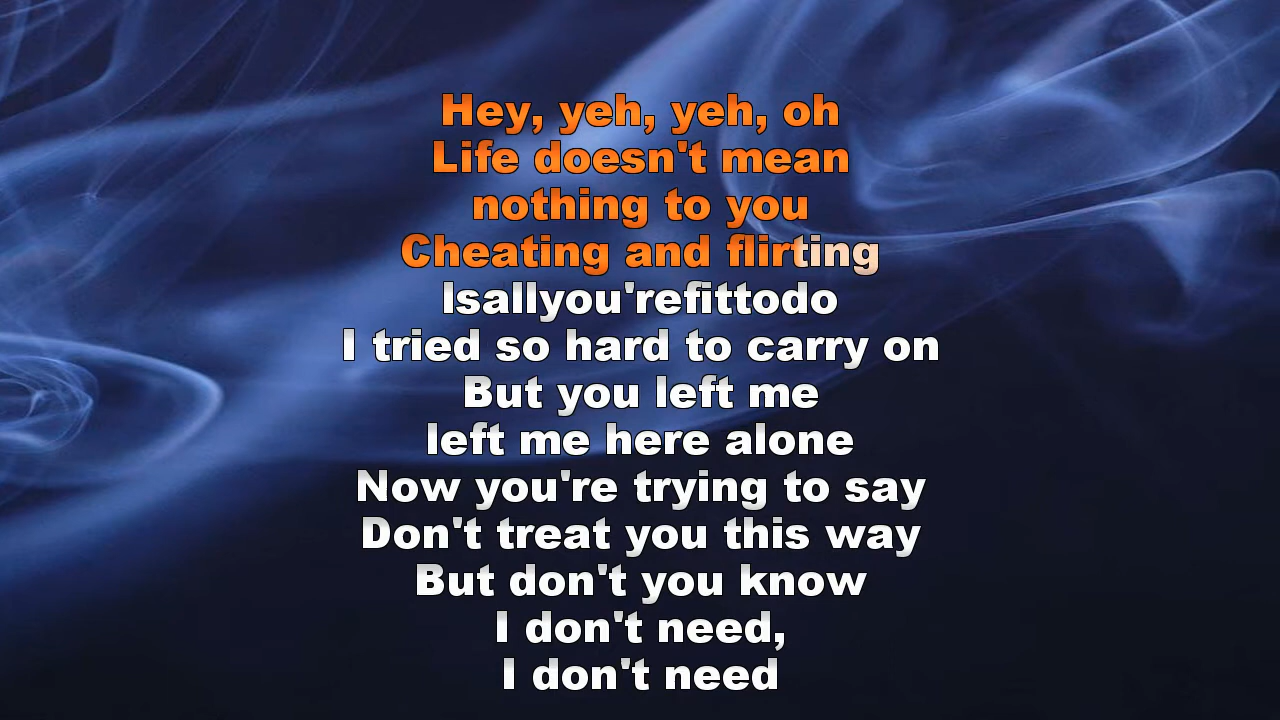 Hey, yeh, yeh, oh
Life doesn't mean
nothing to you
Cheating and flirting
Isallyou'refittodo
I tried so hard to carry on
But you left me
left me here alone
Now you're trying to say
Don't treat you this way
But don't you know
I don't need,
I don't need